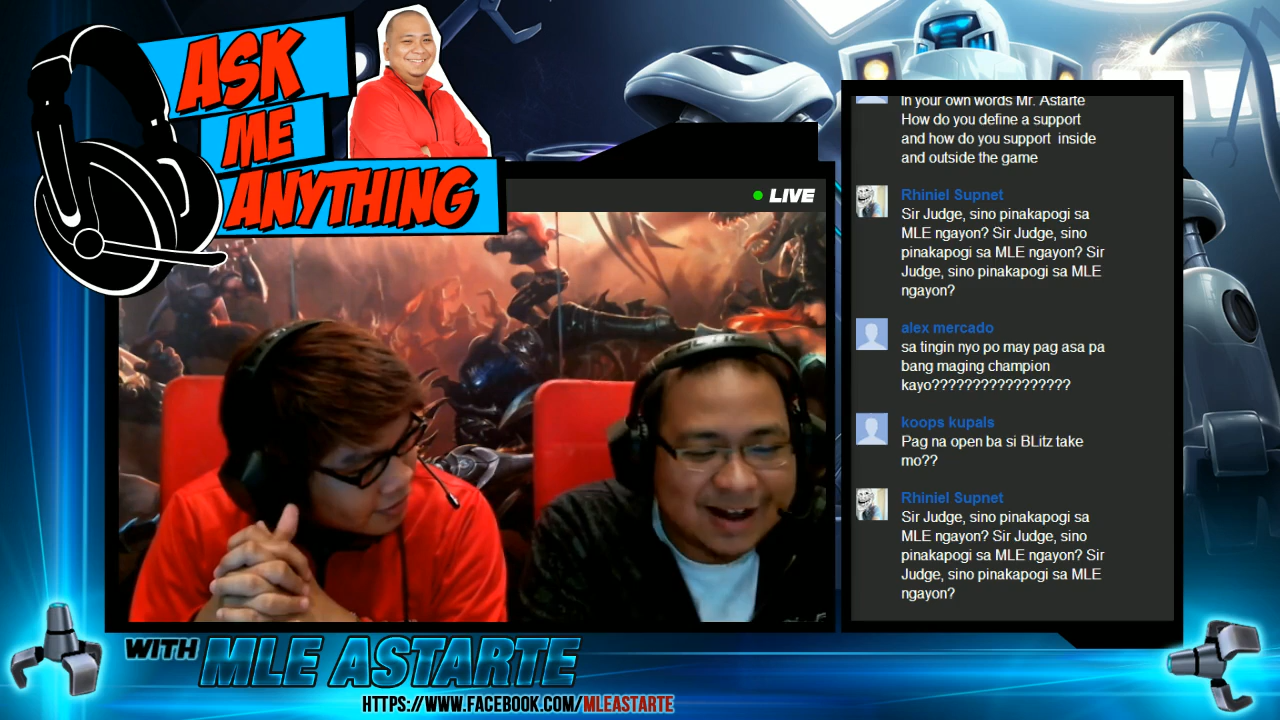 ASK
ME
ANYTHING
LIVE
In your own words Mr. Astarte
How do you define a support
and how do you support inside
and outside the game
Rhiniel Supnet
Sir Judge, sino pinakapogi sa
MLE ngayon? Sir Judge, sino
pinakapogi sa MLE ngayon? Sir
Judge, sino pinakapogi sa MLE
ngayon?
alex mercado
sa tingin nyo po may pag asa pa
bang maging champion
kayo?????????????????
koops kupals
Pag na open ba si BLitz take
mo??
Rhiniel Supnet
Sir Judge, sino pinakapogi sa
MLE ngayon? Sir Judge, sino
pinakapogi sa MLE ngayon? Sir
Judge, sino pinakapogi sa MLE
ngayon?
WITH MLE ASTARTE
HTTPS://WWW.FACEBOOK.COM/MLEASTARTE